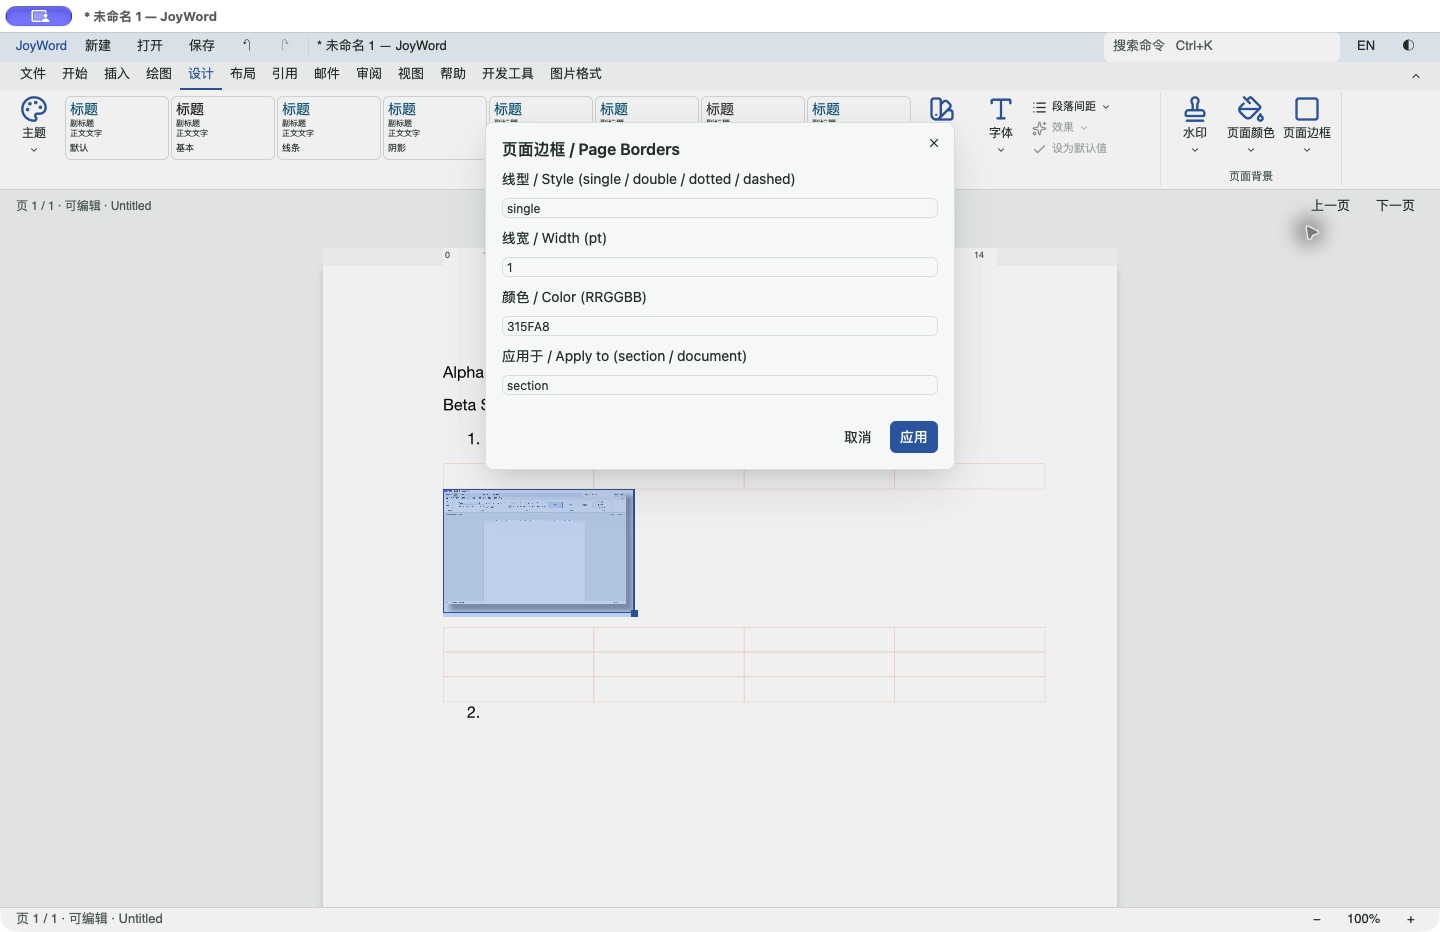 * 未命名 1 — JoyWord
JoyWord 新建 打开 保存 * 未命名 1 — JoyWord 搜索命令 Ctrl+K EN
文件 开始 插入 绘图 设计 布局 引用 邮件 审阅 视图 帮助 开发工具 图片格式
主题
标题
副标题
正文文字
默认
标题
副标题
正文文字
基本
标题
副标题
正文文字
线条
标题
副标题
正文文字
阴影
标题
标题
标题
标题
字体
段落间距
效果
设为默认值
水印 页面颜色 页面边框
页面背景
页 1 / 1 · 可编辑 · Untitled
上一页 下一页
页面边框 / Page Borders
线型 / Style (single / double / dotted / dashed)
single
线宽 / Width (pt)
1
颜色 / Color (RRGGBB)
315FA8
应用于 / Apply to (section / document)
section
取消 应用
0 14
Alpha
Beta
1.
2.
页 1 / 1 · 可编辑 · Untitled
− 100% +